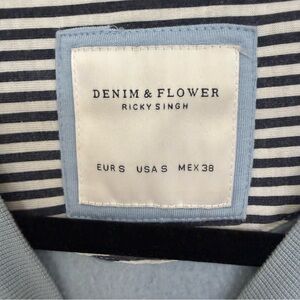 DENIM & FLOWER
RICKY SINGH
EUR S USA S MEX 38